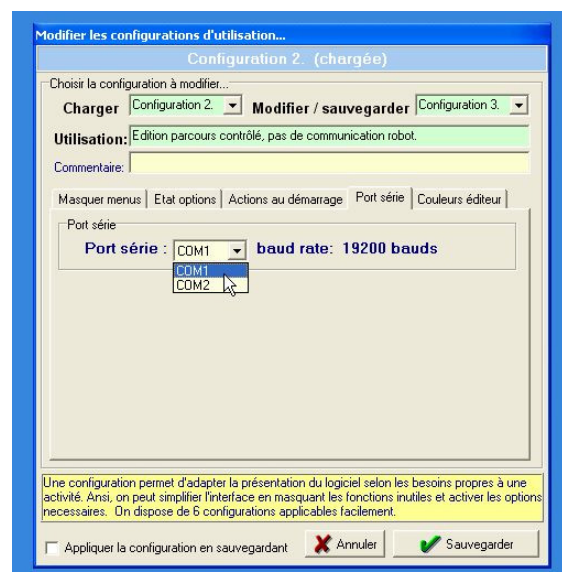 Modifier les configurations d'utilisation...
Configuration 2. (chargée)
Choisir la configuration à modifier...
Charger Configuration 2. Modifier / sauvegarder Configuration 3.
Utilisation: Edition parcours contrôlé, pas de communication robot.
Commentaire:
Masquer menus Etat options Actions au démarrage Port série Couleurs éditeur
Port série
Port série : COM1 baud rate: 19200 bauds
COM1
COM2
Une configuration permet d'adapter la présentation du logiciel selon les besoins propres à une
activité. Ansi, on peut simplifier l'interface en masquant les fonctions inutiles et activer les options
necessaires. On dispose de 6 configurations applicables facilement.
Appliquer la configuration en sauvegardant Annuler Sauvegarder